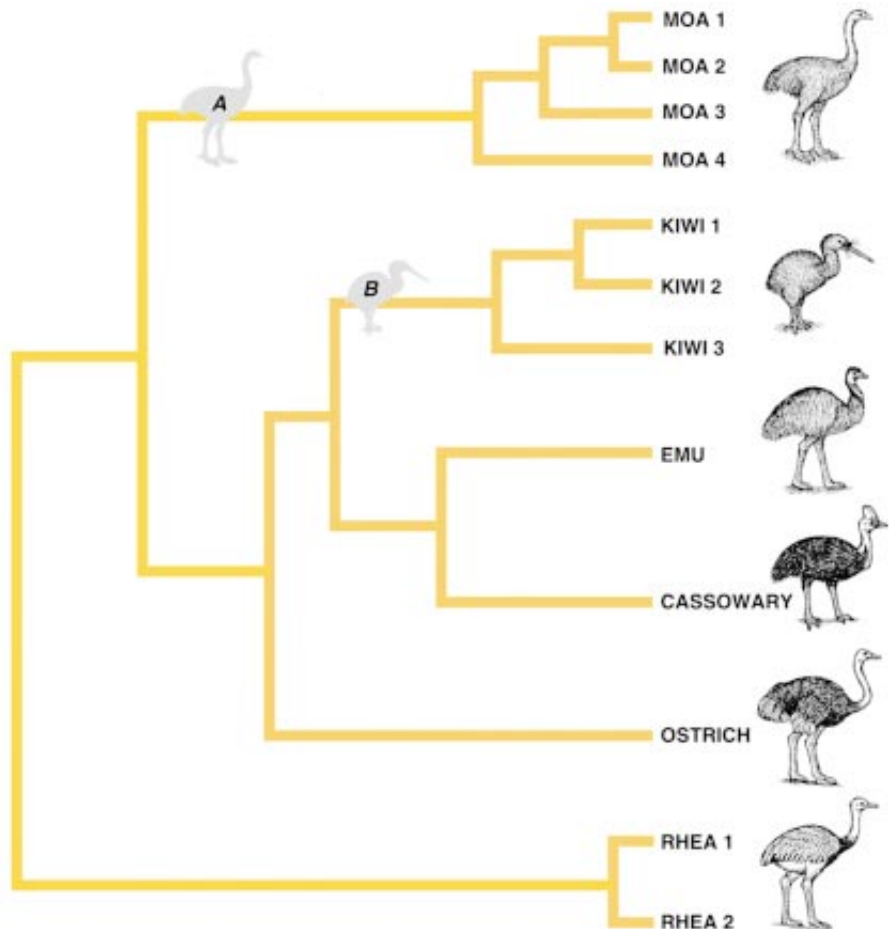 MOA 1
A
MOA 2
MOA 3
MOA 4
KIWI 1
B
KIWI 2
KIWI 3
EMU
CASSOWARY
OSTRICH
RHEA 1
RHEA 2